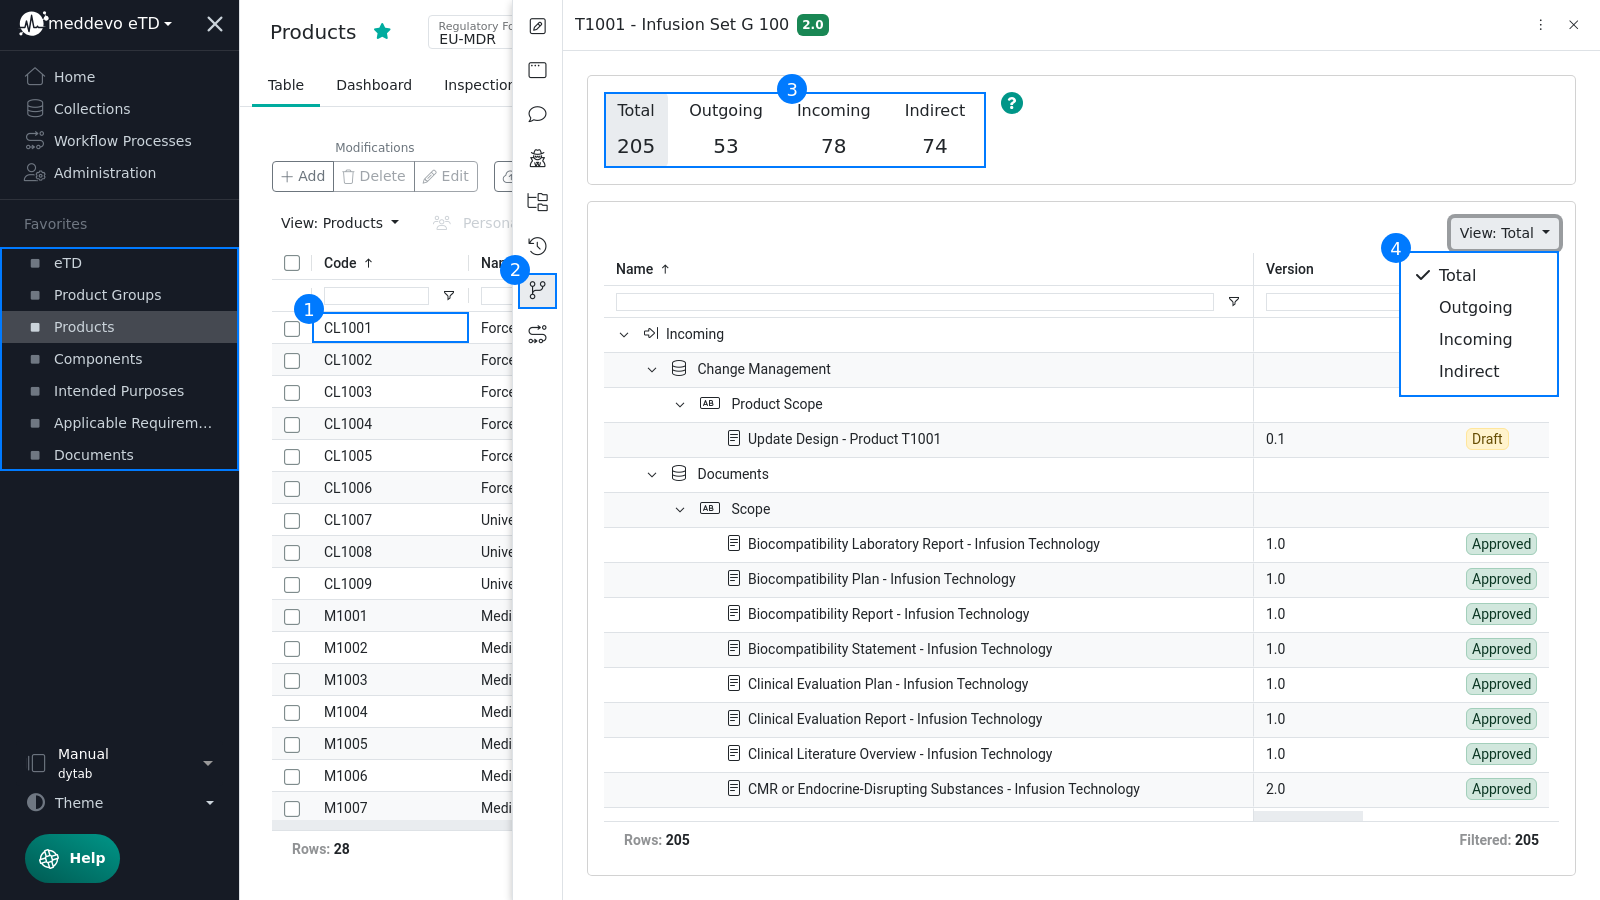 meddevo eTD
Home
Collections
Workflow Processes
Administration
Favorites
eTD
Product Groups
Products
Components
Intended Purposes
Applicable Requirem...
Documents
Manual
dytab
Theme
Help
Products
Regulatory Fo
EU-MDR
Table
Dashboard
Inspection
Modifications
Add
Delete
Edit
View: Products
Persona
Code
Nam
1
2
CL1001 Force
CL1002 Force
CL1003 Force
CL1004 Force
CL1005 Force
CL1006 Force
CL1007 Unive
CL1008 Unive
CL1009 Unive
M1001 Medi
M1002 Medi
M1003 Medi
M1004 Medi
M1005 Medi
M1006 Medi
M1007 Medi
Rows: 28
T1001 - Infusion Set G 100 2.0
3
Total Outgoing Incoming Indirect
205 53 78 74
?
View: Total
4
Total
Outgoing
Incoming
Indirect
Name Version
Incoming
Change Management
AB Product Scope
Update Design - Product T1001 0.1 Draft
Documents
AB Scope
Biocompatibility Laboratory Report - Infusion Technology 1.0 Approved
Biocompatibility Plan - Infusion Technology 1.0 Approved
Biocompatibility Report - Infusion Technology 1.0 Approved
Biocompatibility Statement - Infusion Technology 1.0 Approved
Clinical Evaluation Plan - Infusion Technology 1.0 Approved
Clinical Evaluation Report - Infusion Technology 1.0 Approved
Clinical Literature Overview - Infusion Technology 1.0 Approved
CMR or Endocrine-Disrupting Substances - Infusion Technology 2.0 Approved
Rows: 205 Filtered: 205